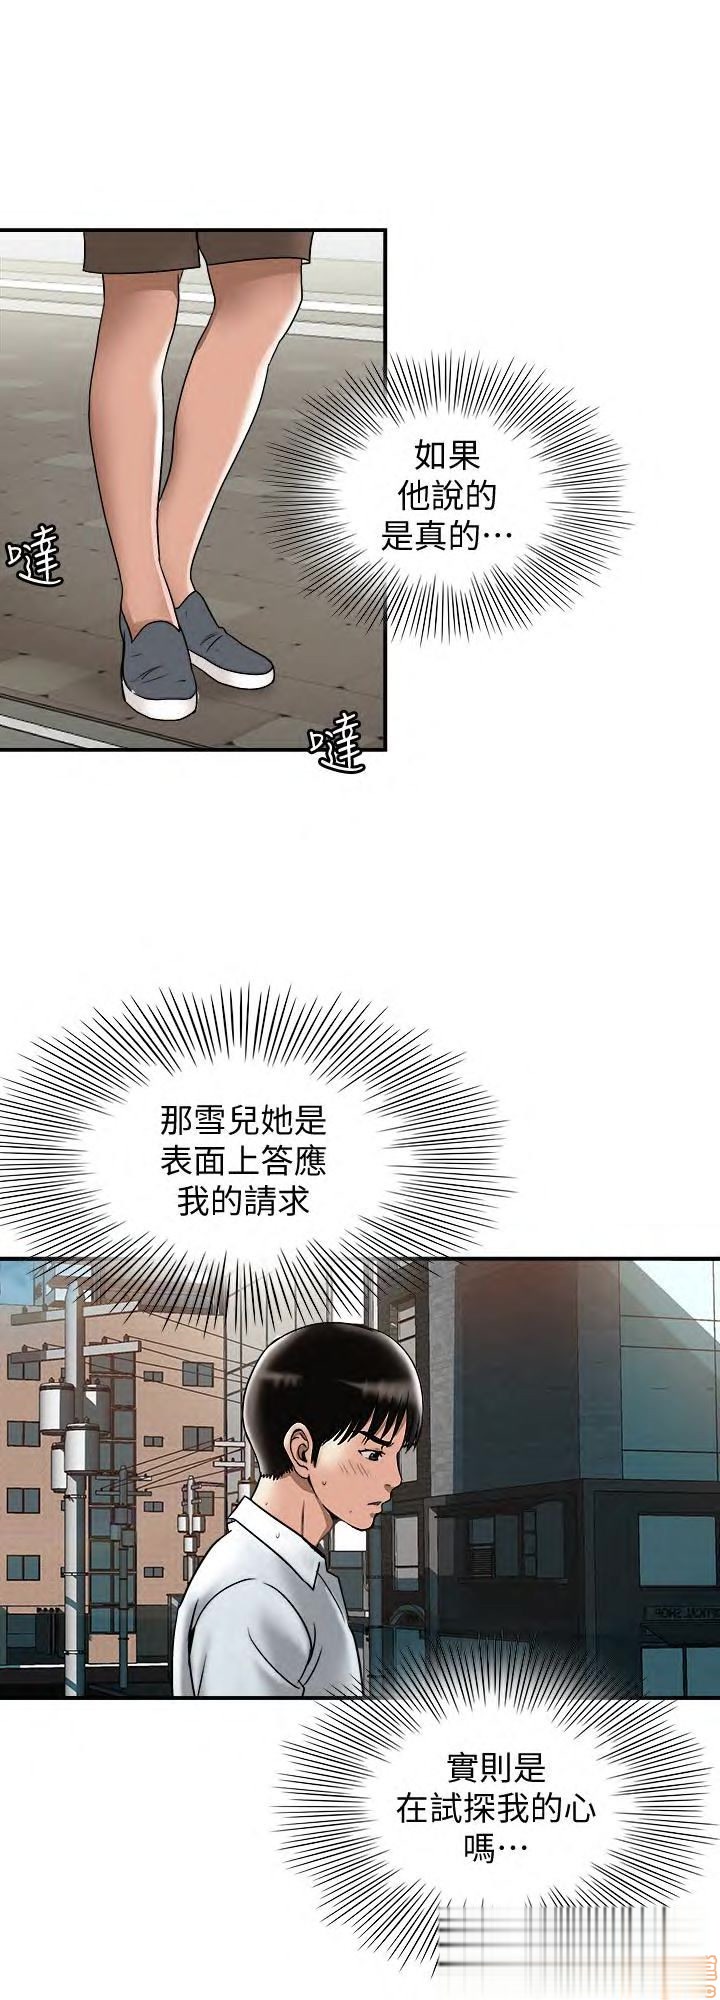 如果
他說的
是真的…
噠
噠
那雪兒她是
表面上答應
我的請求
實則是
在試探我的心
嗎…